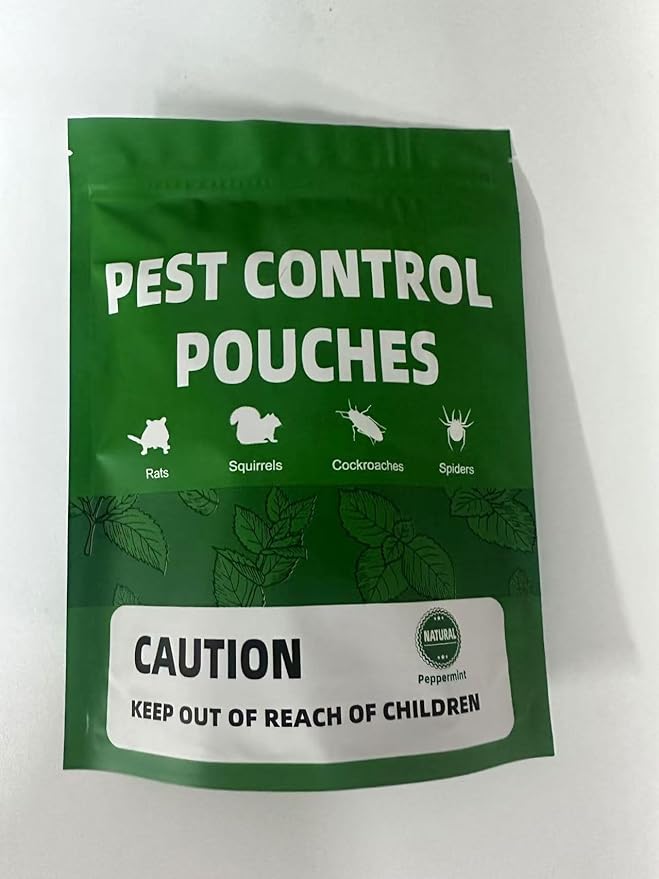 PEST CONTROL
POUCHES
Rats
Squirrels
Cockroaches
Spiders
CAUTION
NATURAL
Peppermint
KEEP OUT OF REACH OF CHILDREN